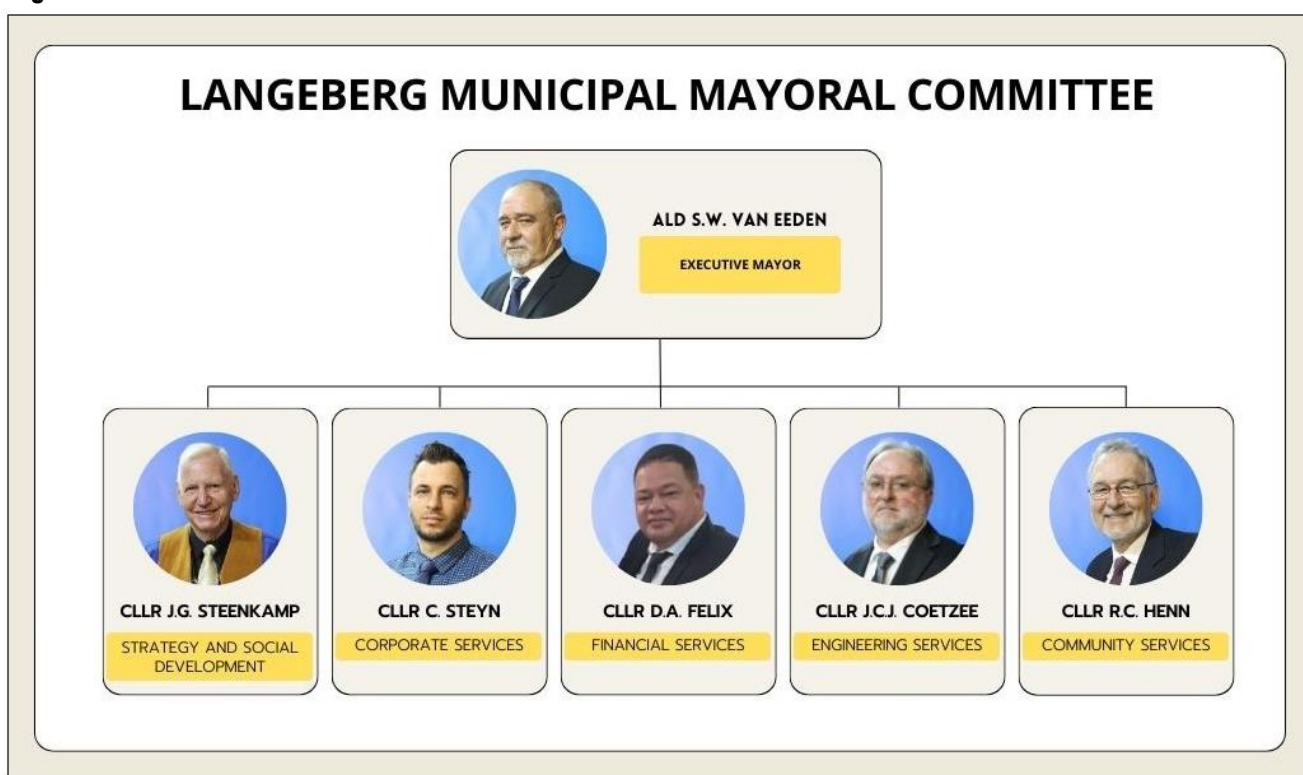 LANGEBERG MUNICIPAL MAYORAL COMMITTEE
ALD S.W. VAN EEDEN
EXECUTIVE MAYOR
CLLR J.G. STEENKAMP
STRATEGY AND SOCIAL
DEVELOPMENT
CLLR C. STEYN
CORPORATE SERVICES
CLLR D.A. FELIX
FINANCIAL SERVICES
CLLR J.C.J. COETZEE
ENGINEERING SERVICES
CLLR R.C. HENN
COMMUNITY SERVICES